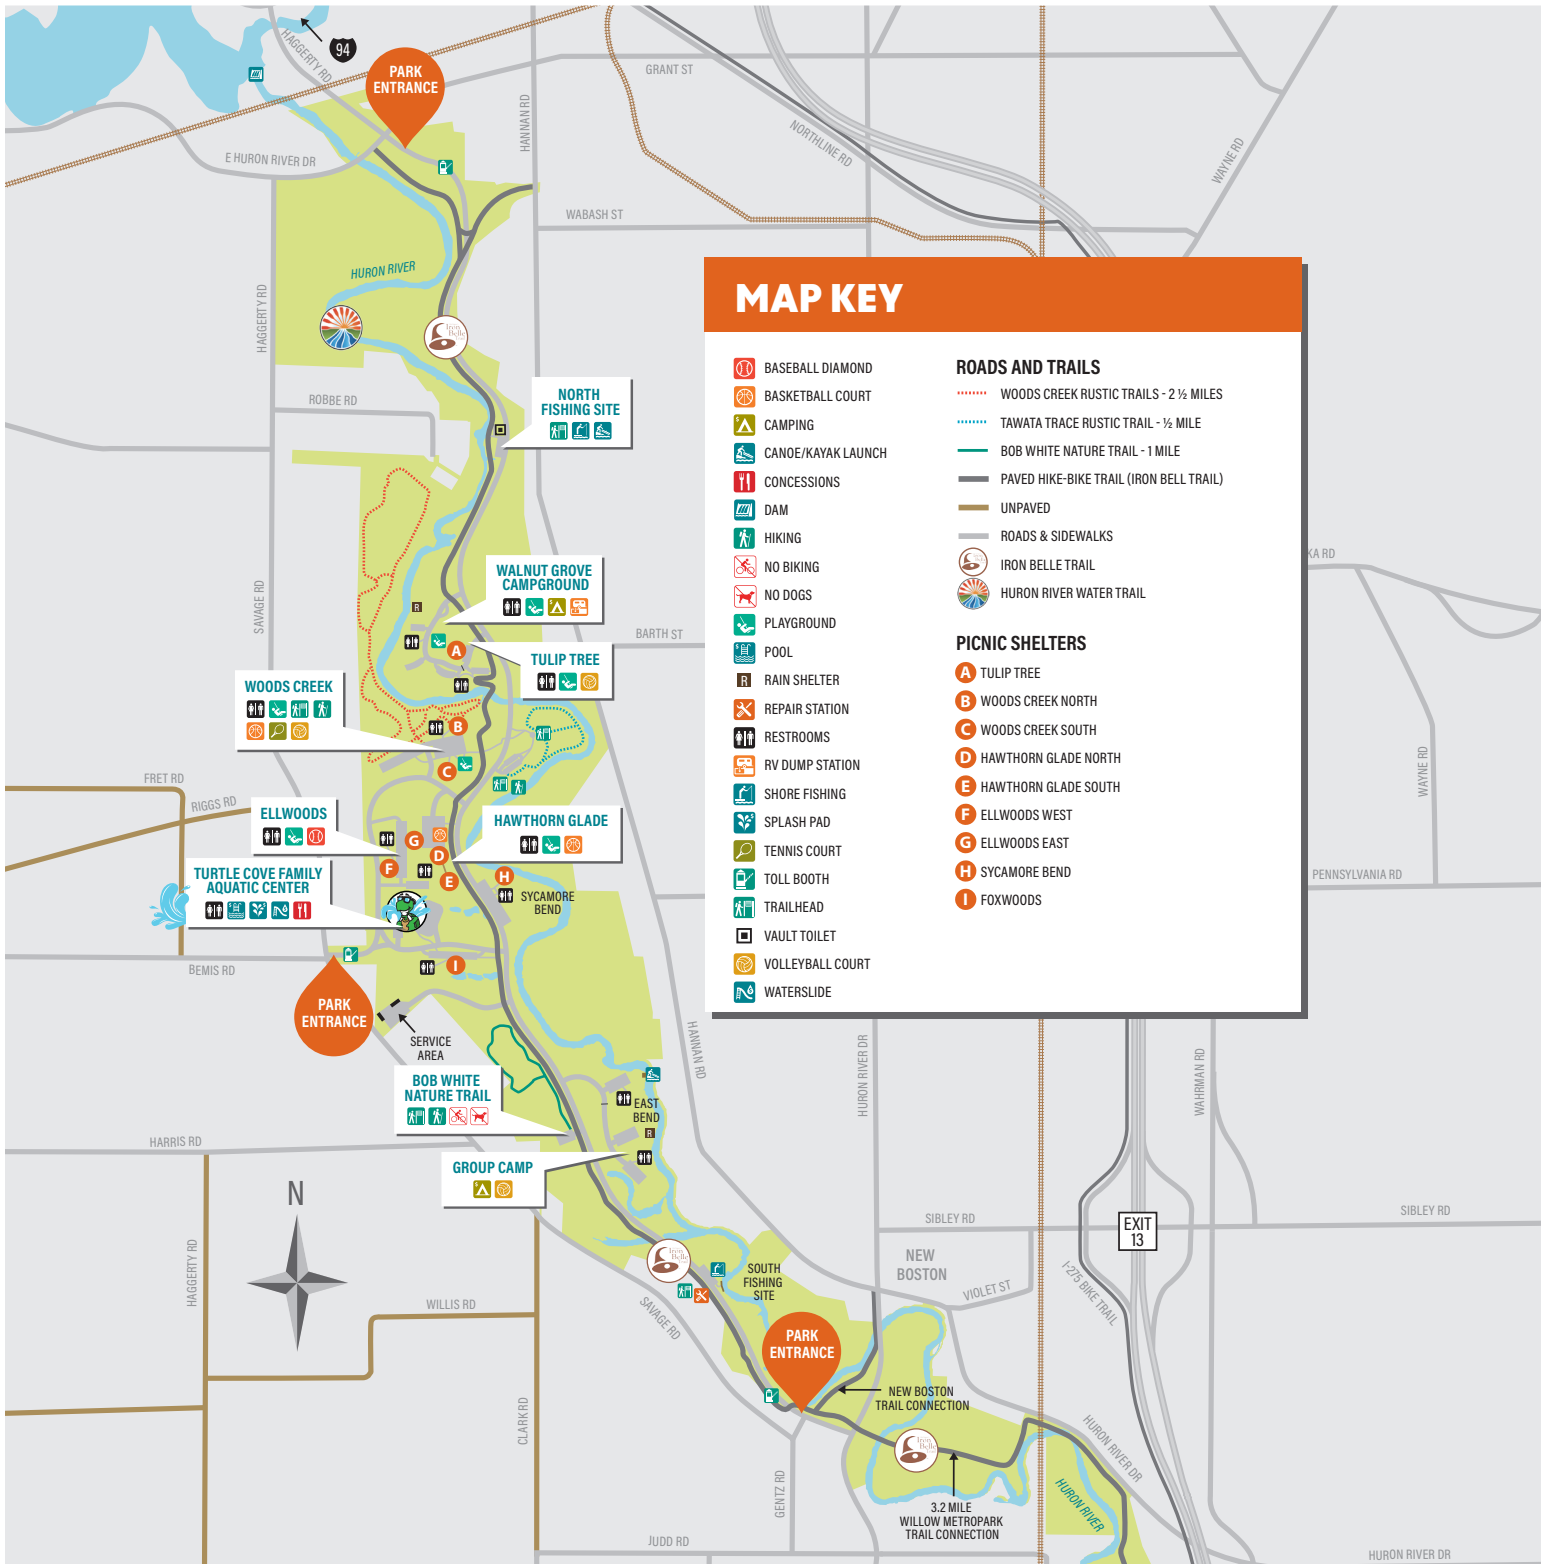 94
HAGGERTY RD
PARK
ENTRANCE
GRANT ST
HANNAN RD
NORTHLINE RD
WAYNE RD
E HURON RIVER DR
WABASH ST
HURON RIVER
HAGGERTY RD
Iron
Belle
ROBBE RD
NORTH
FISHING SITE
MAP KEY
BASEBALL DIAMOND
BASKETBALL COURT
CAMPING
CANOE/KAYAK LAUNCH
CONCESSIONS
DAM
HIKING
NO BIKING
NO DOGS
PLAYGROUND
POOL
R
RAIN SHELTER
REPAIR STATION
RESTROOMS
RV DUMP STATION
SHORE FISHING
SPLASH PAD
TENNIS COURT
TOLL BOOTH
TRAILHEAD
VAULT TOILET
VOLLEYBALL COURT
WATERSLIDE
ROADS AND TRAILS
WOODS CREEK RUSTIC TRAILS - 2 ½ MILES
TAWATA TRACE RUSTIC TRAIL - ½ MILE
BOB WHITE NATURE TRAIL - 1 MILE
PAVED HIKE-BIKE TRAIL (IRON BELL TRAIL)
UNPAVED
ROADS & SIDEWALKS
IRON BELLE TRAIL
HURON RIVER WATER TRAIL
PICNIC SHELTERS
A TULIP TREE
B WOODS CREEK NORTH
C WOODS CREEK SOUTH
D HAWTHORN GLADE NORTH
E HAWTHORN GLADE SOUTH
F ELLWOODS WEST
G ELLWOODS EAST
H SYCAMORE BEND
I FOXWOODS
KA RD
WALNUT GROVE
CAMPGROUND
R
SAVAGE RD
BARTH ST
A
TULIP TREE
WOODS CREEK
B
C
FRET RD
RIGGS RD
WAYNE RD
ELLWOODS
HAWTHORN GLADE
G
D
F
E
H
TURTLE COVE FAMILY
AQUATIC CENTER
SYCAMORE
BEND
PENNSYLVANIA RD
BEMIS RD
I
PARK
ENTRANCE
SERVICE
AREA
HANNAN RD
HURON RIVER DR
WAHRMAN RD
BOB WHITE
NATURE TRAIL
EAST
BEND
R
HARRIS RD
GROUP CAMP
N
SIBLEY RD
SIBLEY RD
EXIT
13
Iron
Belle
NEW
BOSTON
SOUTH
FISHING
SITE
VIOLET ST
I-275 BIKE TRAIL
HAGGERTY RD
WILLIS RD
SAVAGE RD
PARK
ENTRANCE
NEW BOSTON
TRAIL CONNECTION
CLARK RD
Iron
Belle
HURON RIVER DR
GENTZ RD
HURON RIVER
3.2 MILE
WILLOW METROPARK
TRAIL CONNECTION
JUDD RD
HURON RIVER DR